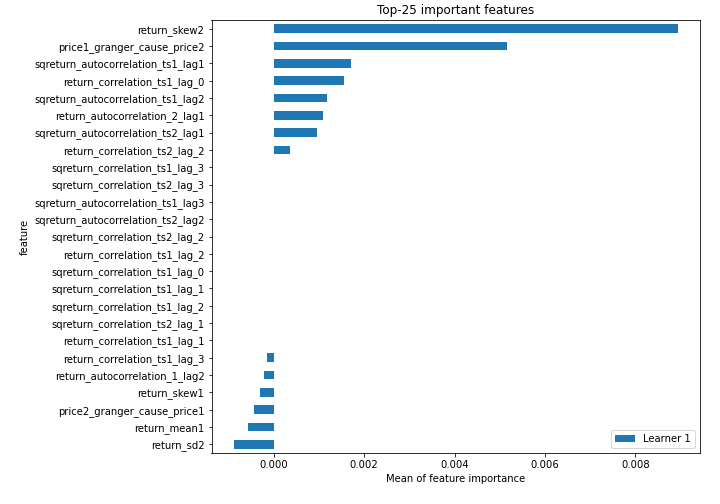 Top-25 important features
return_skew2
price1_granger_cause_price2
sqreturn_autocorrelation_ts1_lag1
return_correlation_ts1_lag_0
sqreturn_autocorrelation_ts1_lag2
return_autocorrelation_2_lag1
sqreturn_autocorrelation_ts2_lag1
return_correlation_ts2_lag_2
sqreturn_correlation_ts1_lag_3
sqreturn_correlation_ts2_lag_3
sqreturn_autocorrelation_ts1_lag3
sqreturn_autocorrelation_ts2_lag2
sqreturn_correlation_ts2_lag_2
return_correlation_ts1_lag_2
sqreturn_correlation_ts1_lag_0
sqreturn_correlation_ts1_lag_1
sqreturn_correlation_ts1_lag_2
sqreturn_correlation_ts2_lag_1
return_correlation_ts1_lag_1
return_correlation_ts1_lag_3
return_autocorrelation_1_lag2
return_skew1
price2_granger_cause_price1
return_mean1
return_sd2
feature
Learner 1
0.000 0.002 0.004 0.006 0.008
Mean of feature importance